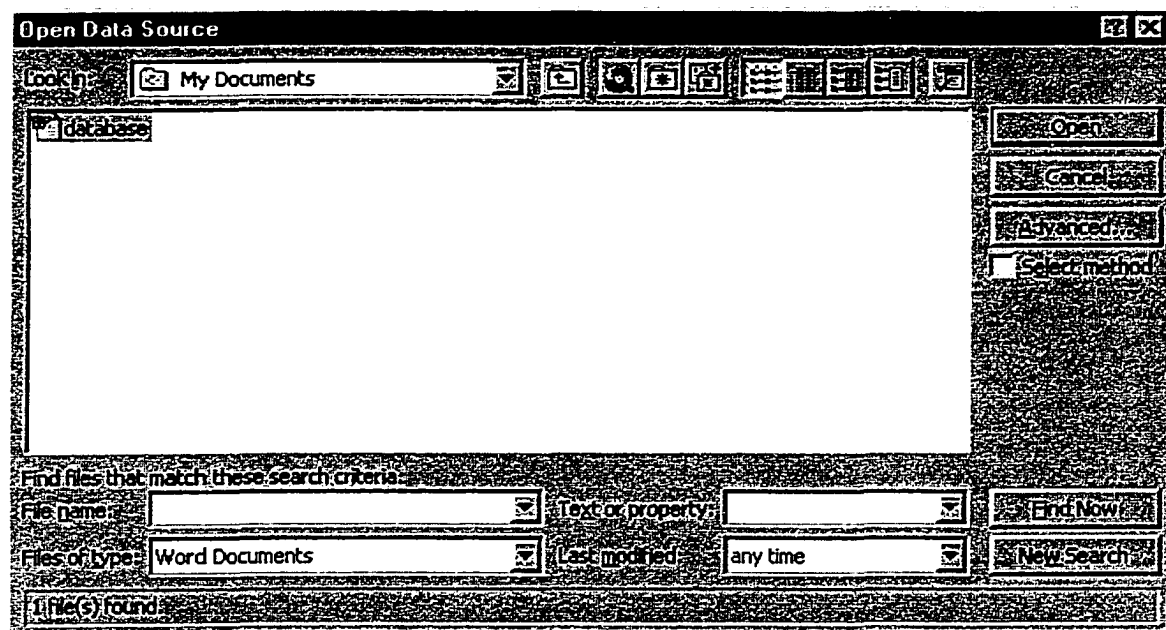 Open Data Source
Look in:
My Documents
database
Open
Cancel
Advanced...
Select method
Find files that match these search criteria:
File name:
Text or property:
Find Now
Files of type:
Word Documents
Last modified
any time
New Search
1 file(s) found